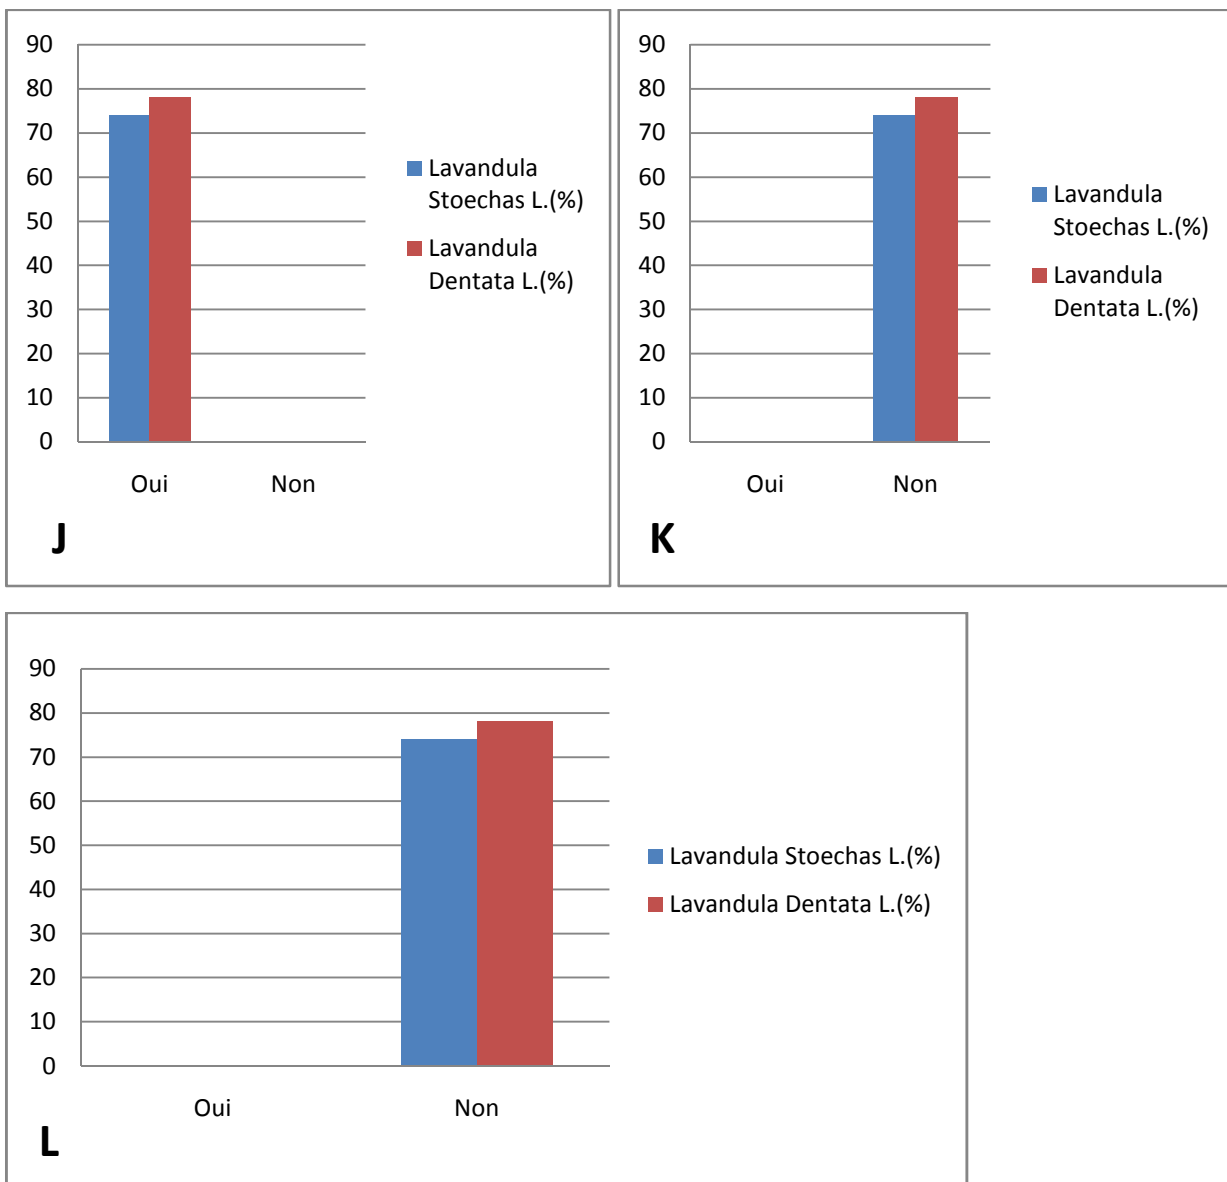 90
80
70
60
50
40
30
20
10
0
Oui Non
Lavandula
Stoechas L.(%)
Lavandula
Dentata L.(%)
J
90
80
70
60
50
40
30
20
10
0
Oui Non
Lavandula
Stoechas L.(%)
Lavandula
Dentata L.(%)
K
90
80
70
60
50
40
30
20
10
0
Oui Non
Lavandula Stoechas L.(%)
Lavandula Dentata L.(%)
L